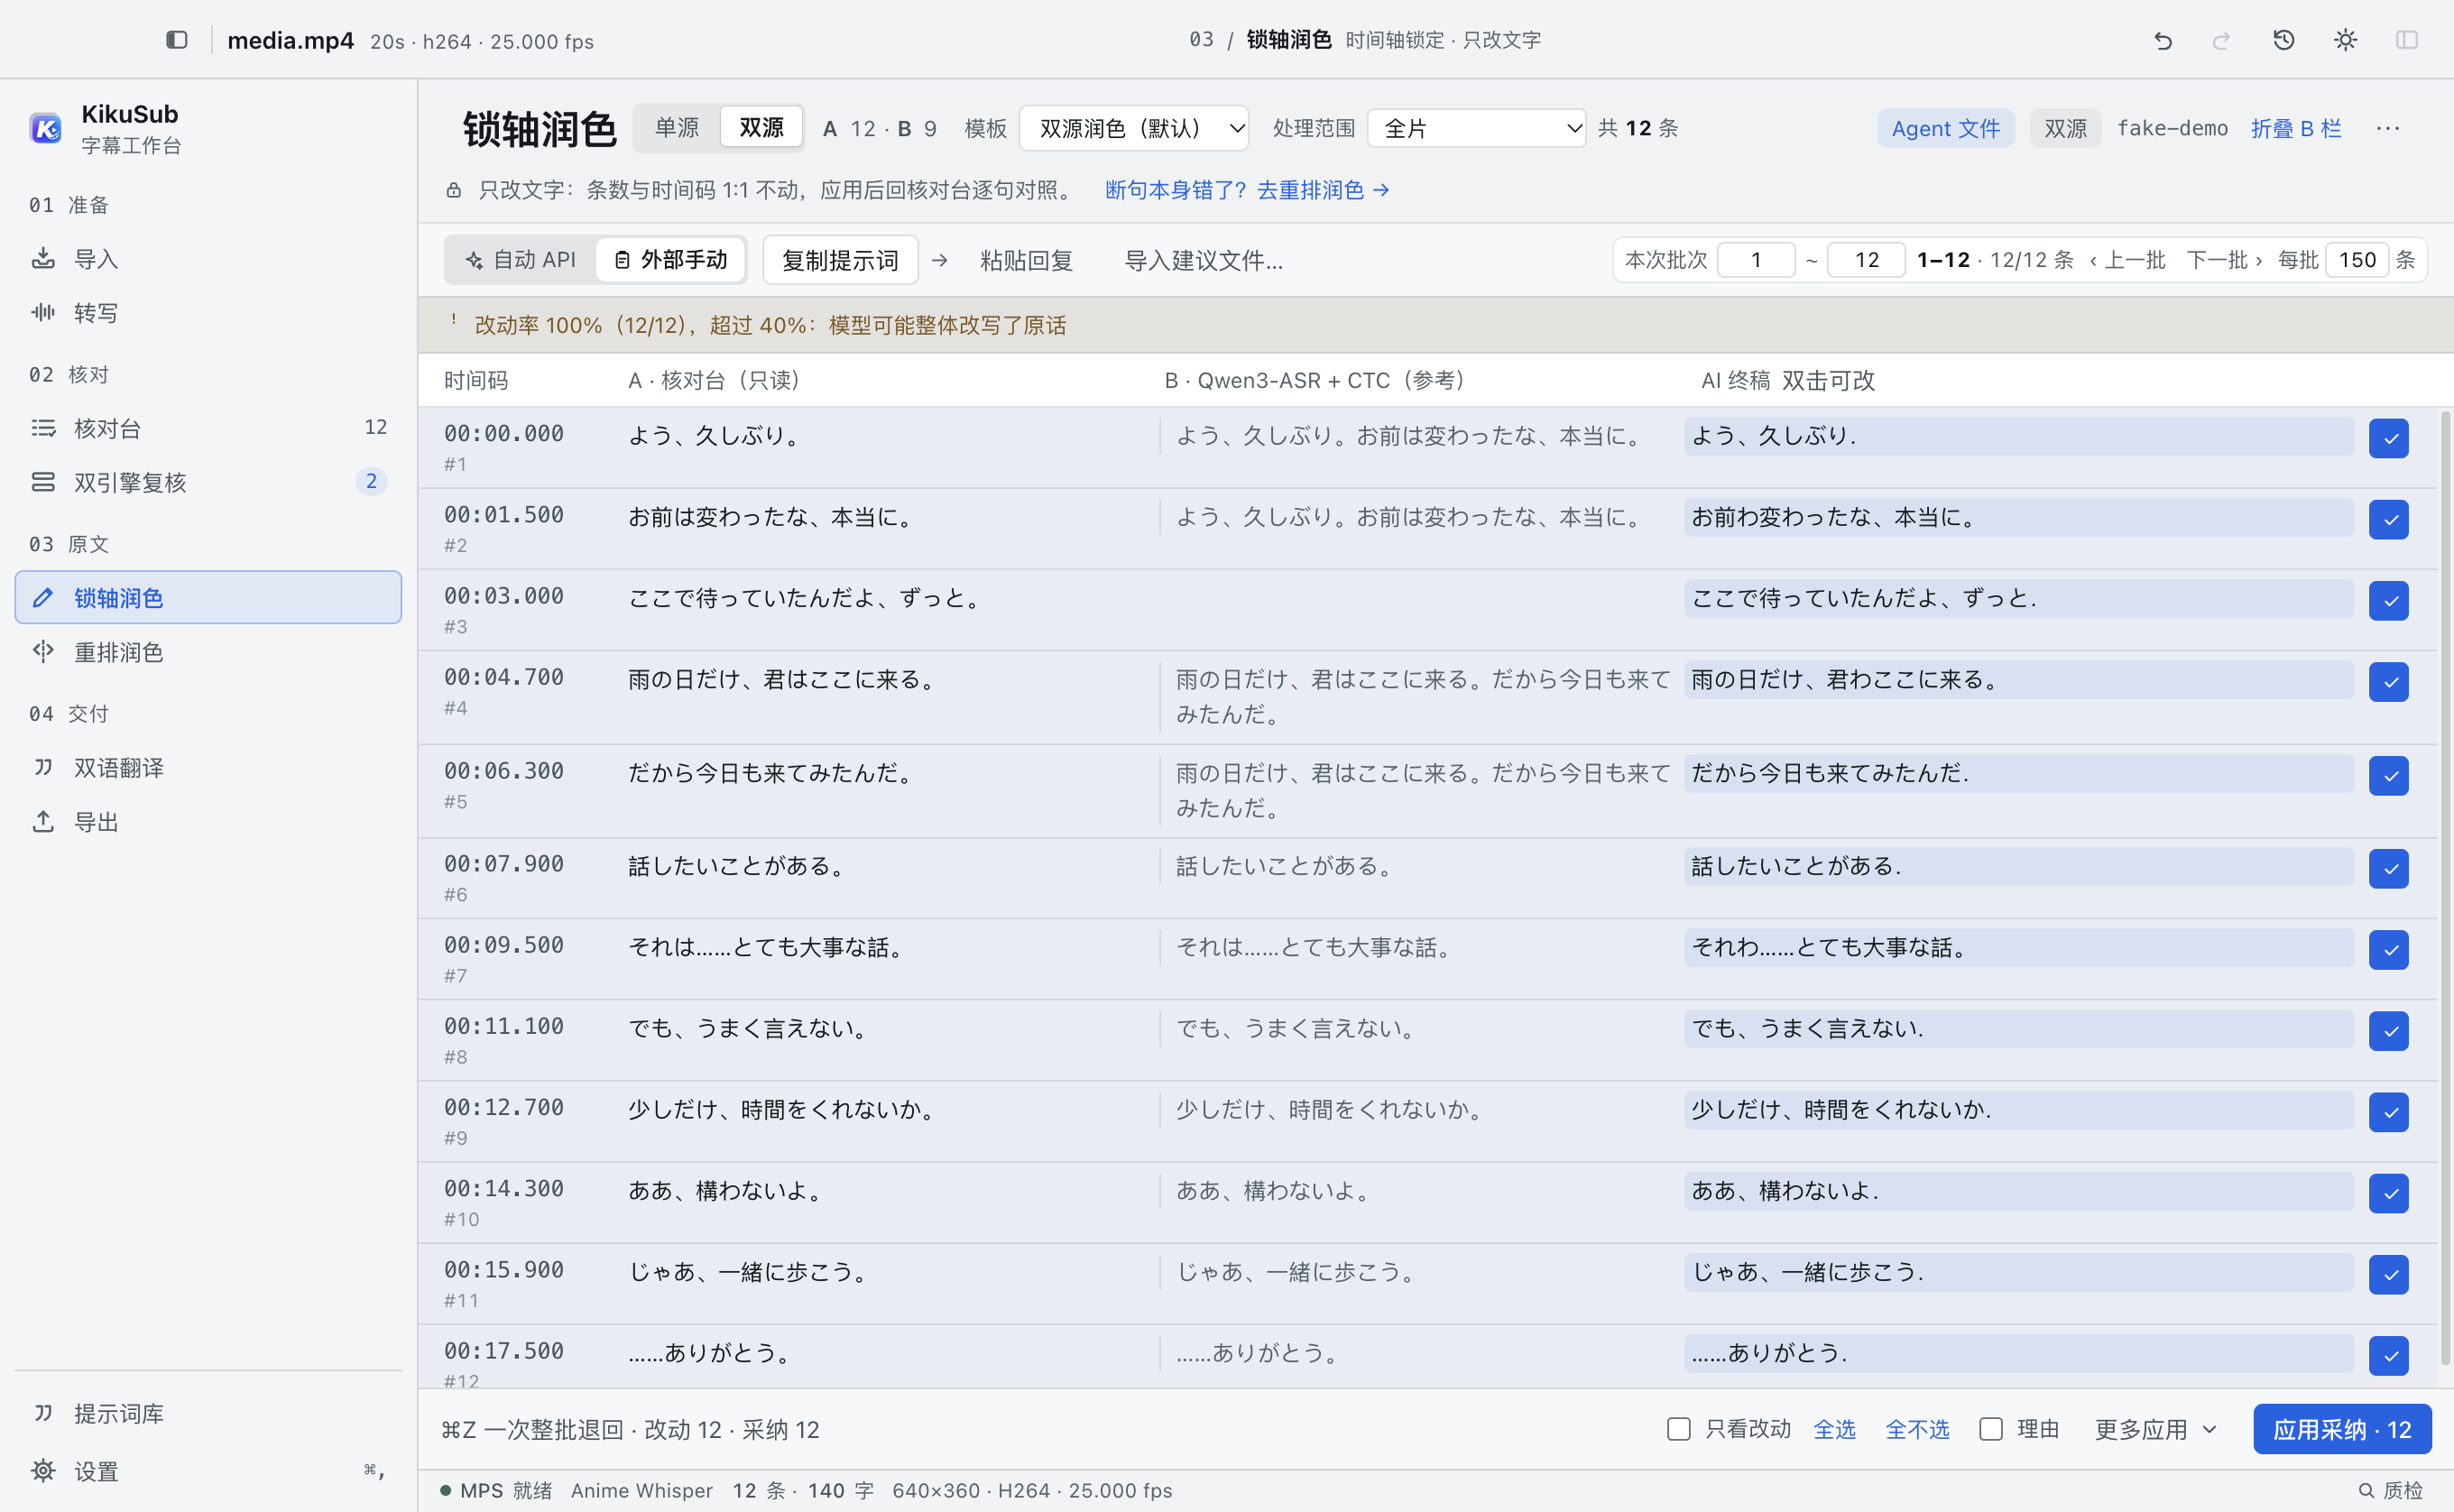 media.mp4 20s · h264 · 25.000 fps
03 / 锁轴润色 时间轴锁定 · 只改文字
KikuSub
字幕工作台
01 准备
导入
转写
02 核对
核对台 12
双引擎复核 2
03 原文
锁轴润色
重排润色
04 交付
双语翻译
导出
提示词库
设置 ⌘,
锁轴润色 单源 双源 A 12 · B 9 模板 双源润色（默认） 处理范围 全片 共 12 条 Agent 文件 双源 fake-demo 折叠 B 栏 ···
只改文字：条数与时间码 1:1 不动，应用后回核对台逐句对照。 断句本身错了？去重排润色 →
自动 API 外部手动 复制提示词 → 粘贴回复 导入建议文件... 本次批次 1 ~ 12 1–12 · 12/12 条 ‹ 上一批 下一批 › 每批 150 条
! 改动率 100%（12/12），超过 40%：模型可能整体改写了原话
时间码 A · 核对台（只读） B · Qwen3-ASR + CTC（参考） AI 终稿 双击可改
00:00.000 よう、久しぶり。 よう、久しぶり。お前は変わったな、本当に。 よう、久しぶり.
#1
00:01.500 お前は変わったな、本当に。 よう、久しぶり。お前は変わったな、本当に。 お前わ変わったな、本当に。
#2
00:03.000 ここで待っていたんだよ、ずっと。 ここで待っていたんだよ、ずっと.
#3
00:04.700 雨の日だけ、君はここに来る。 雨の日だけ、君はここに来る。だから今日も来て 雨の日だけ、君わここに来る。
#4 みたんだ。
00:06.300 だから今日も来てみたんだ。 雨の日だけ、君はここに来る。だから今日も来て だから今日も来てみたんだ.
#5 みたんだ。
00:07.900 話したいことがある。 話したいことがある。 話したいことがある.
#6
00:09.500 それは……とても大事な話。 それは……とても大事な話。 それわ……とても大事な話。
#7
00:11.100 でも、うまく言えない。 でも、うまく言えない。 でも、うまく言えない.
#8
00:12.700 少しだけ、時間をくれないか。 少しだけ、時間をくれないか。 少しだけ、時間をくれないか.
#9
00:14.300 ああ、構わないよ。 ああ、構わないよ。 ああ、構わないよ.
#10
00:15.900 じゃあ、一緒に歩こう。 じゃあ、一緒に歩こう。 じゃあ、一緒に歩こう.
#11
00:17.500 ……ありがとう。 ……ありがとう。 ……ありがとう.
#12
⌘Z 一次整批退回 · 改动 12 · 采纳 12 只看改动 全选 全不选 理由 更多应用 应用采纳 · 12
MPS 就绪 Anime Whisper 12 条 · 140 字 640×360 · H264 · 25.000 fps 质检